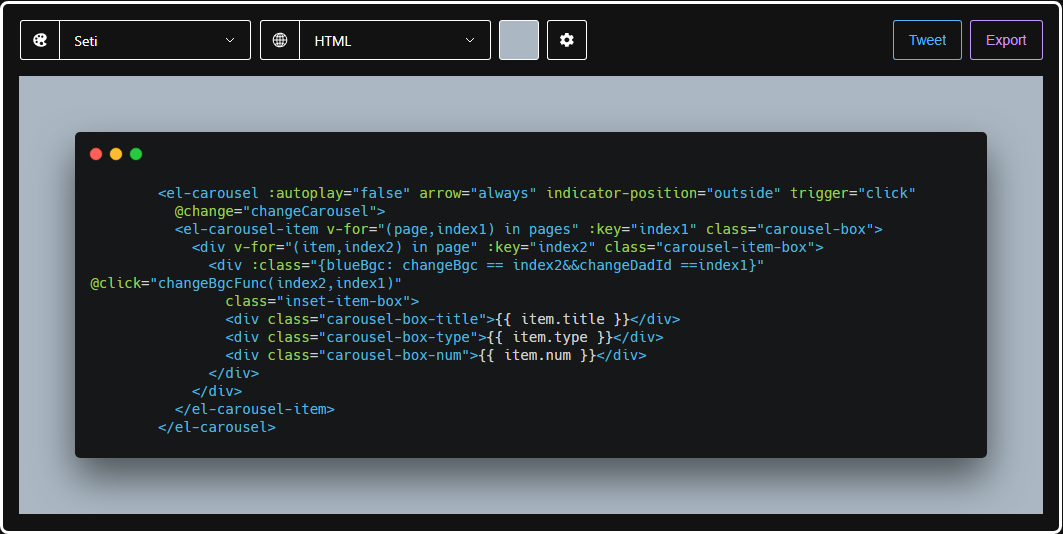 Seti
HTML
Tweet
Export
<el-carousel :autoplay="false" arrow="always" indicator-position="outside" trigger="click"
@change="changeCarousel">
<el-carousel-item v-for="(page,index1) in pages" :key="index1" class="carousel-box">
<div v-for="(item,index2) in page" :key="index2" class="carousel-item-box">
<div :class="{blueBgc: changeBgc == index2&&changeDadId ==index1}"
@click="changeBgcFunc(index2,index1)"
class="inset-item-box">
<div class="carousel-box-title">{{ item.title }}</div>
<div class="carousel-box-type">{{ item.type }}</div>
<div class="carousel-box-num">{{ item.num }}</div>
</div>
</div>
</el-carousel-item>
</el-carousel>